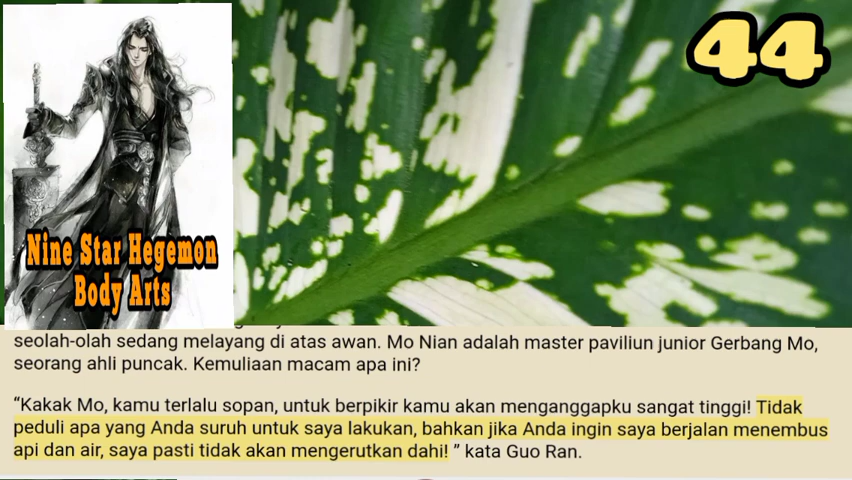 44
Nine Star Hegemon
Body Arts
seolah-olah sedang melayang di atas awan. Mo Nian adalah master paviliun junior Gerbang Mo,
seorang ahli puncak. Kemuliaan macam apa ini?
“Kakak Mo, kamu terlalu sopan, untuk berpikir kamu akan menganggapku sangat tinggi! Tidak
peduli apa yang Anda suruh untuk saya lakukan, bahkan jika Anda ingin saya berjalan menembus
api dan air, saya pasti tidak akan mengerutkan dahi! ” kata Guo Ran.